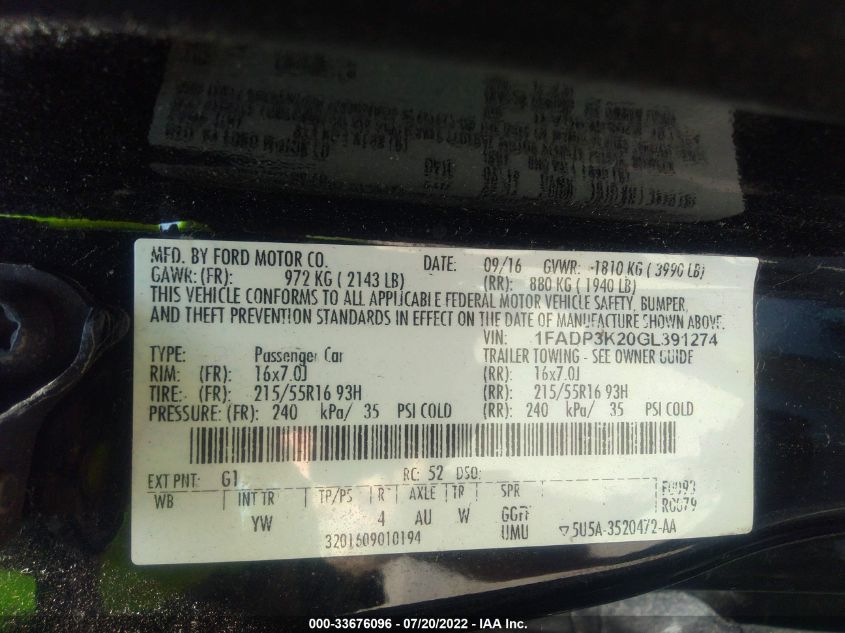 MFD. BY FORD MOTOR CO. DATE: 09/16 GVWR: 1810 KG ( 3990 LB)
GAWR: (FR): 972 KG ( 2143 LB) (RR): 880 KG ( 1940 LB)
THIS VEHICLE CONFORMS TO ALL APPLICABLE FEDERAL MOTOR VEHICLE SAFETY, BUMPER,
AND THEFT PREVENTION STANDARDS IN EFFECT ON THE DATE OF MANUFACTURE SHOWN ABOVE.
VIN: 1FADP3K20GL391274
TYPE: Passenger Car TRAILER TOWING - SEE OWNER GUIDE
RIM: (FR): 16x7.0J (RR): 16x7.0J
TIRE: (FR): 215/55R16 93H (RR): 215/55R16 93H
PRESSURE: (FR): 240 kPa/ 35 PSI COLD (RR): 240 kPa/ 35 PSI COLD
EXT PNT: G1 RC: 52 DSO:
WB INT TR TP/PS R AXLE TR SPR
YW 4 AU W GGFF UMU
3201609010194 5U5A-3520472-AA
000-33676096 - 07/20/2022 - IAA Inc.